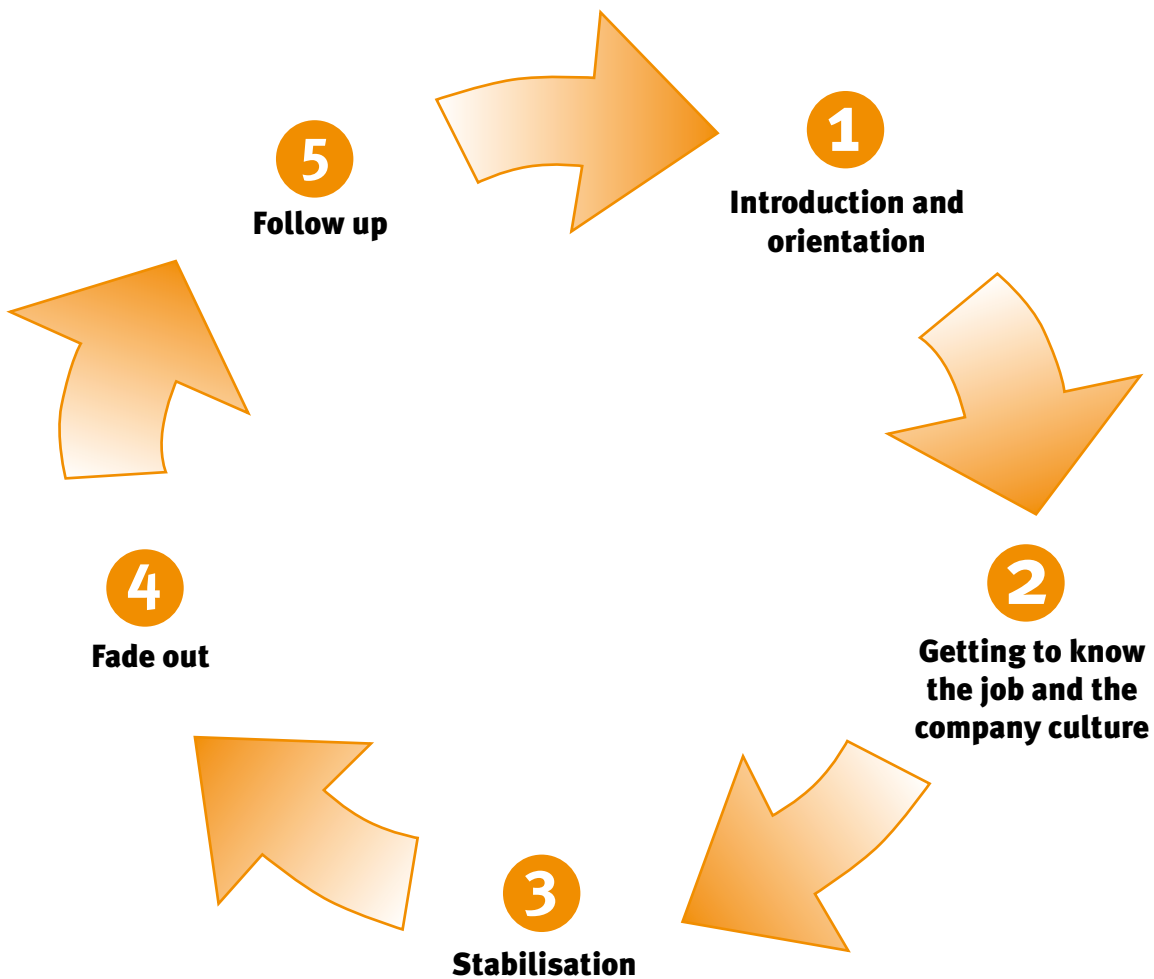 1
Introduction and
orientation
2
Getting to know
the job and the
company culture
3
Stabilisation
4
Fade out
5
Follow up